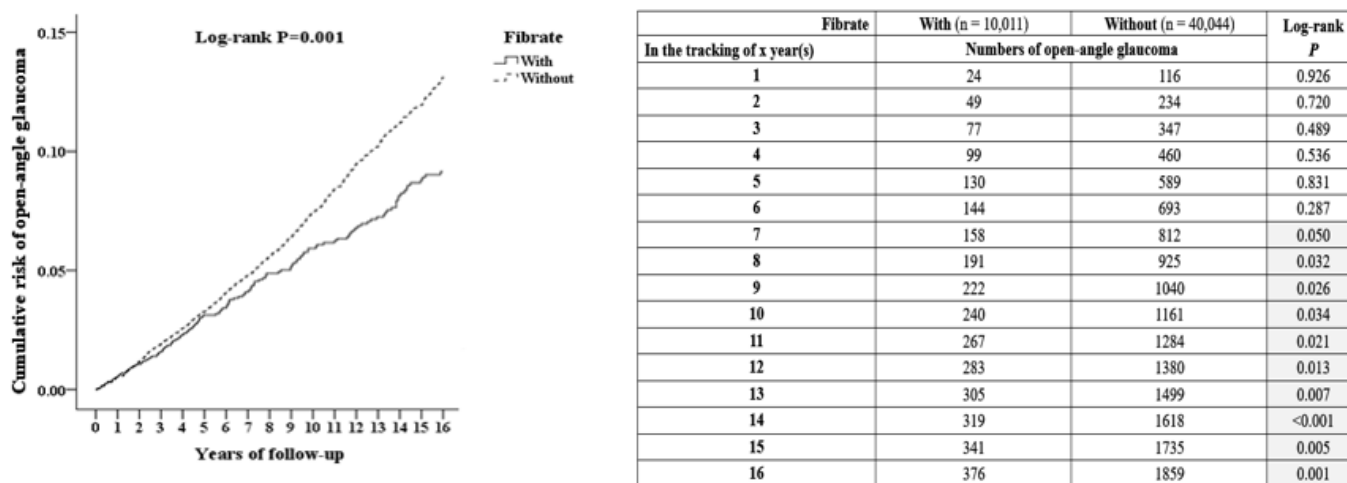 Cumulative risk of open-angle glaucoma
0.15
0.10
0.05
0.00
Log-rank P=0.001
Fibrate
With
Without
0 1 2 3 4 5 6 7 8 9 10 11 12 13 14 15 16
Years of follow-up
Fibrate With (n = 10,011) Without (n = 40,044) Log-rank
In the tracking of x year(s) Numbers of open-angle glaucoma P
1 24 116 0.926
2 49 234 0.720
3 77 347 0.489
4 99 460 0.536
5 130 589 0.831
6 144 693 0.287
7 158 812 0.050
8 191 925 0.032
9 222 1040 0.026
10 240 1161 0.034
11 267 1284 0.021
12 283 1380 0.013
13 305 1499 0.007
14 319 1618 <0.001
15 341 1735 0.005
16 376 1859 0.001